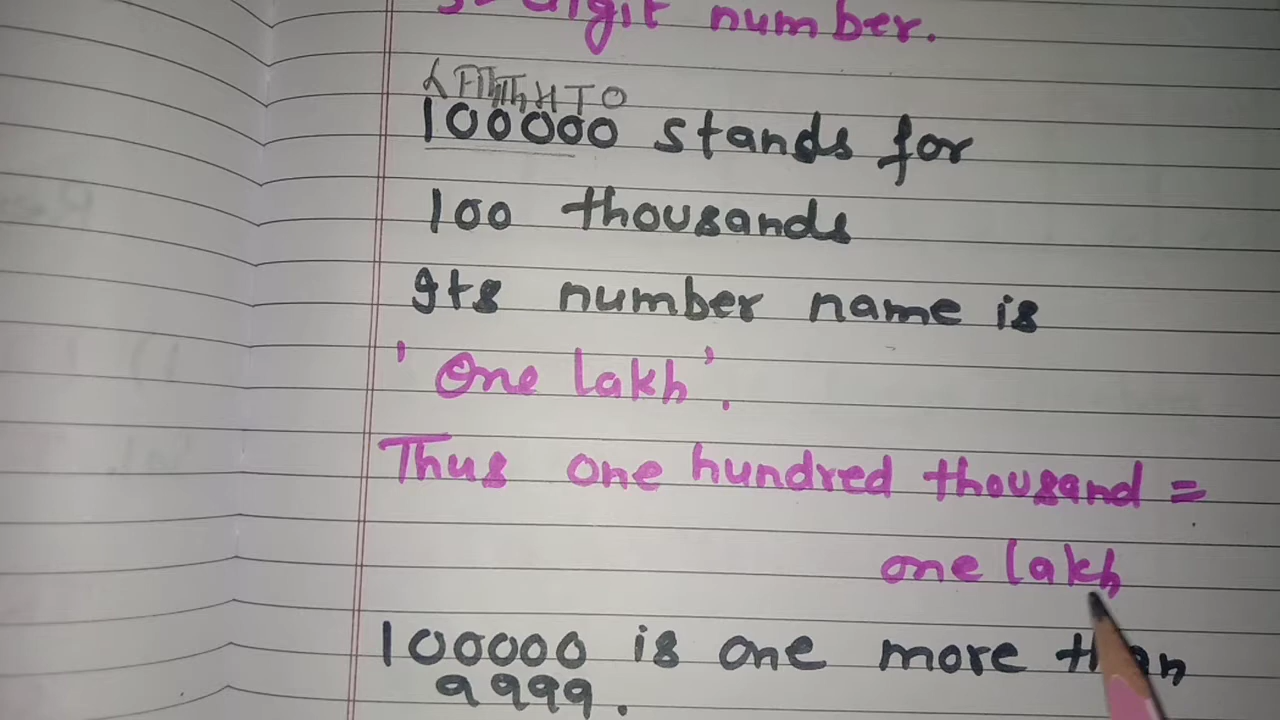 5-digit number.
L TTh Th H T O
100000 stands for
100 thousands
Its number name is
'One lakh'.
Thus one hundred thousand =
one lakh
100000 is one more than
9999.